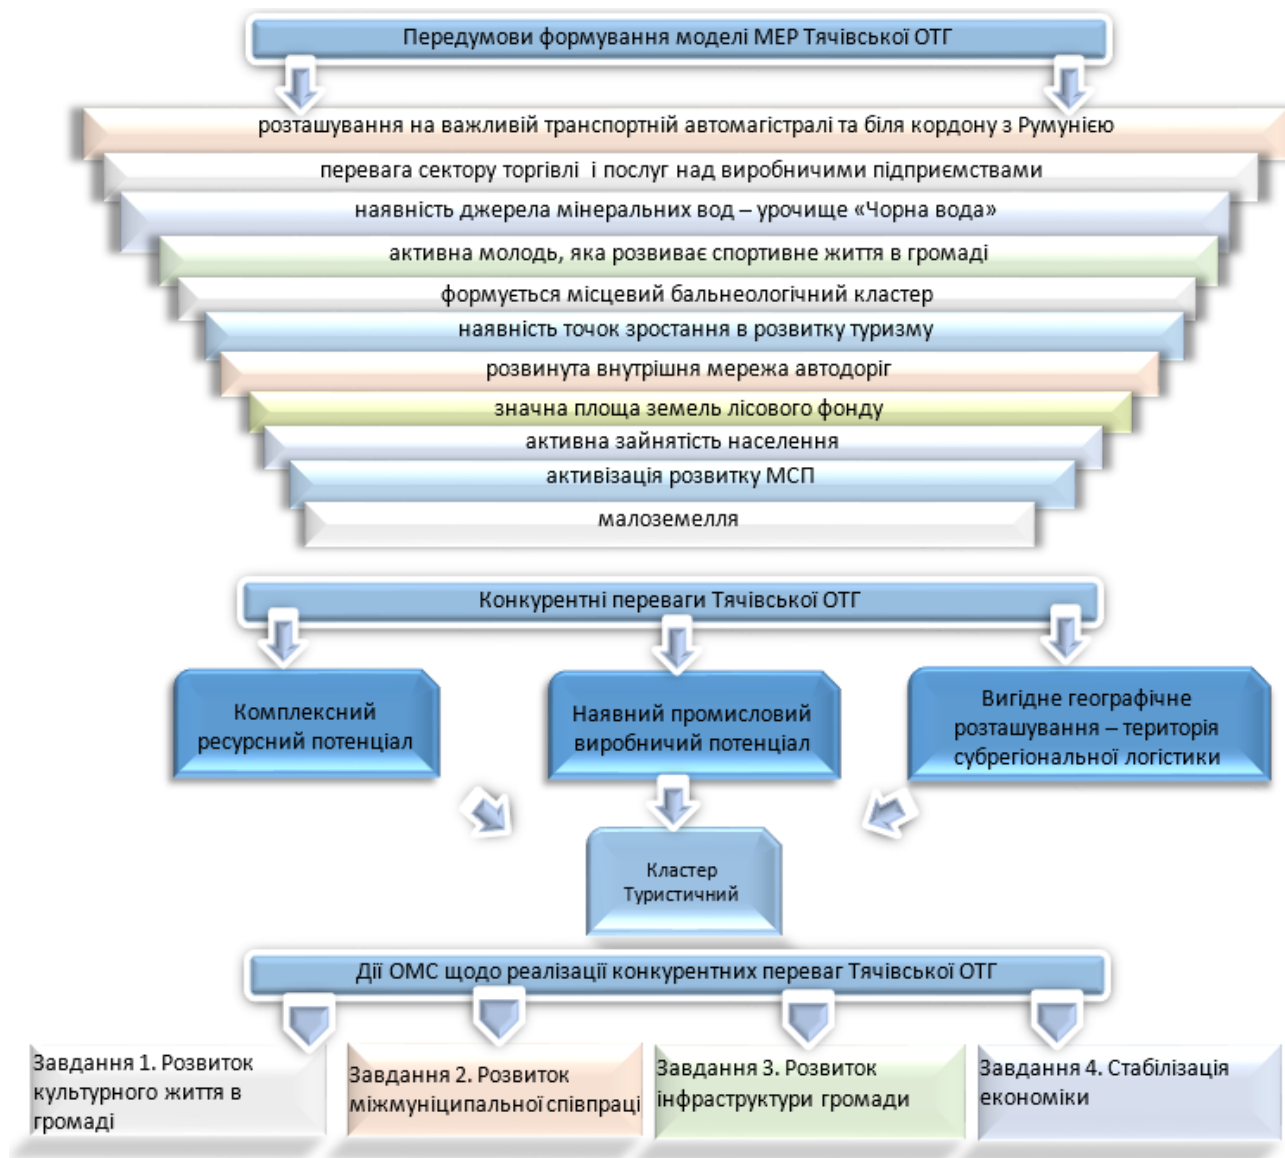 Передумови формування моделі МЕР Тячівської ОТГ
розташування на важливій транспортній автомагістралі та біля кордону з Румунією
перевага сектору торгівлі і послуг над виробничими підприємствами
наявність джерела мінеральних вод – урочище «Чорна вода»
активна молодь, яка розвиває спортивне життя в громаді
формується місцевий бальнеологічний кластер
наявність точок зростання в розвитку туризму
розвинута внутрішня мережа автодоріг
значна площа земель лісового фонду
активна зайнятість населення
активізація розвитку МСП
малоземелля
Конкурентні переваги Тячівської ОТГ
Комплексний
ресурсний потенціал
Наявний промисловий
виробничий потенціал
Вигідне географічне
розташування – територія
субрегіональної логістики
Кластер
Туристичний
Дії ОМС щодо реалізації конкурентних переваг Тячівської ОТГ
Завдання 1. Розвиток
культурного життя в
громаді
Завдання 2. Розвиток
міжмуніципальної співпраці
Завдання 3. Розвиток
інфраструктури громади
Завдання 4. Стабілізація
економіки